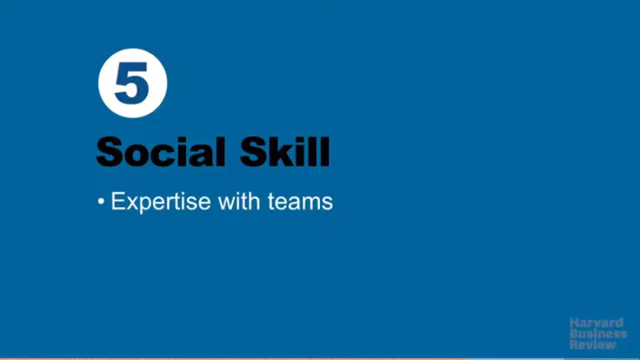 5
Social Skill
• Expertise with teams
Harvard
Business
Review